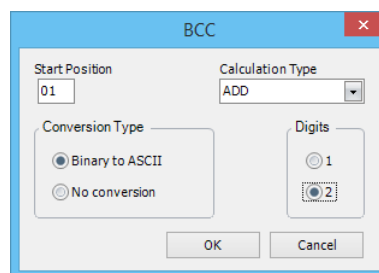 BCC
Start Position
Calculation Type
01
ADD
Conversion Type
Digits
Binary to ASCII
1
No conversion
2
OK
Cancel